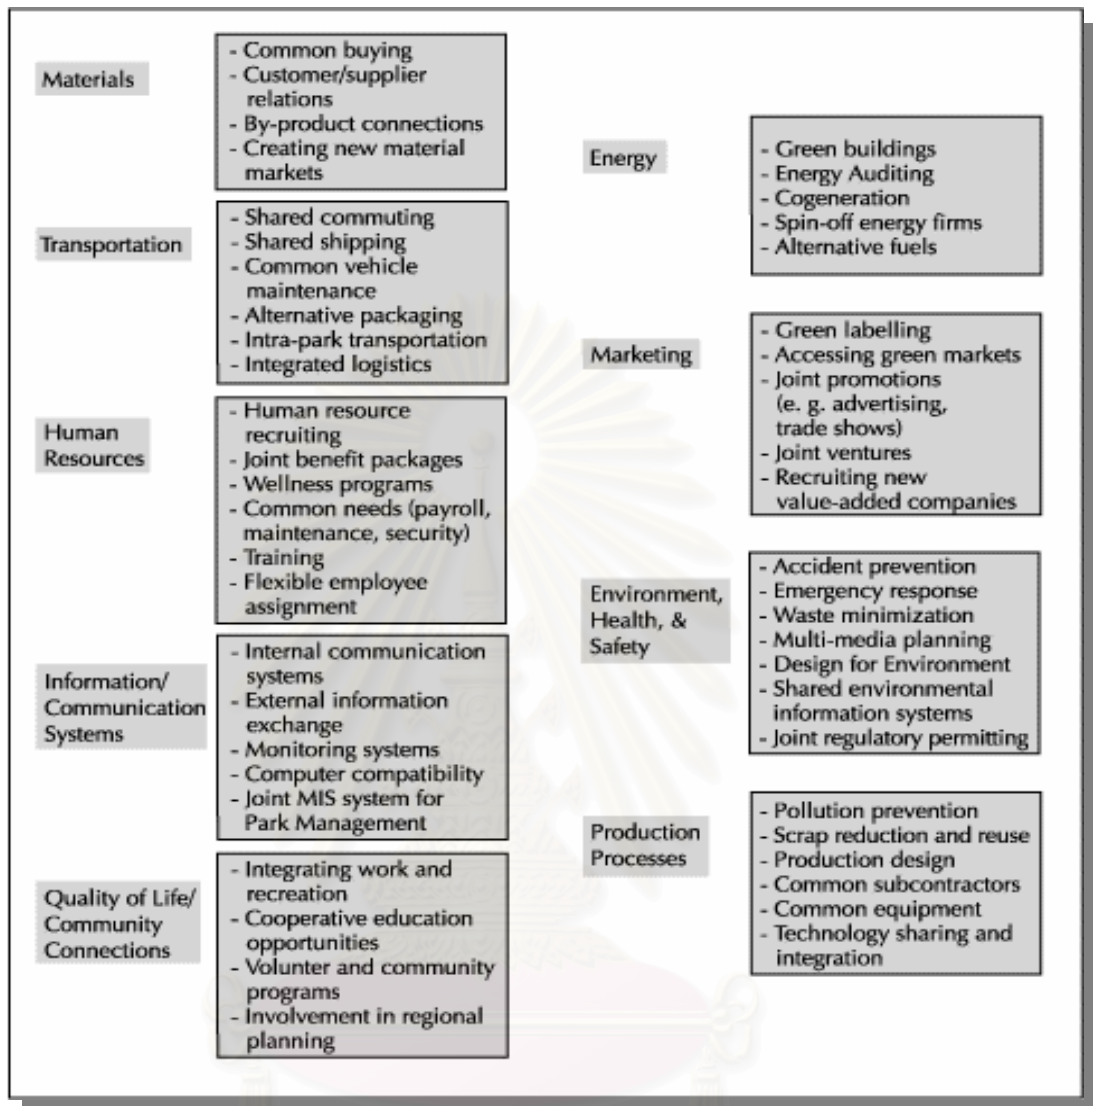 Materials
- Common buying
- Customer/supplier
relations
- By-product connections
- Creating new material
markets
Transportation
- Shared commuting
- Shared shipping
- Common vehicle
maintenance
- Alternative packaging
- Intra-park transportation
- Integrated logistics
Human
Resources
- Human resource
recruiting
- Joint benefit packages
- Wellness programs
- Common needs (payroll,
maintenance, security)
- Training
- Flexible employee
assignment
Information/
Communication
Systems
- Internal communication
systems
- External information
exchange
- Monitoring systems
- Computer compatibility
- Joint MIS system for
Park Management
Quality of Life/
Community
Connections
- Integrating work and
recreation
- Cooperative education
opportunities
- Volunter and community
programs
- Involvement in regional
planning
Energy
- Green buildings
- Energy Auditing
- Cogeneration
- Spin-off energy firms
- Alternative fuels
Marketing
- Green labelling
- Accessing green markets
- Joint promotions
(e. g. advertising,
trade shows)
- Joint ventures
- Recruiting new
value-added companies
Environment,
Health, &
Safety
- Accident prevention
- Emergency response
- Waste minimization
- Multi-media planning
- Design for Environment
- Shared environmental
information systems
- Joint regulatory permitting
Production
Processes
- Pollution prevention
- Scrap reduction and reuse
- Production design
- Common subcontractors
- Common equipment
- Technology sharing and
integration